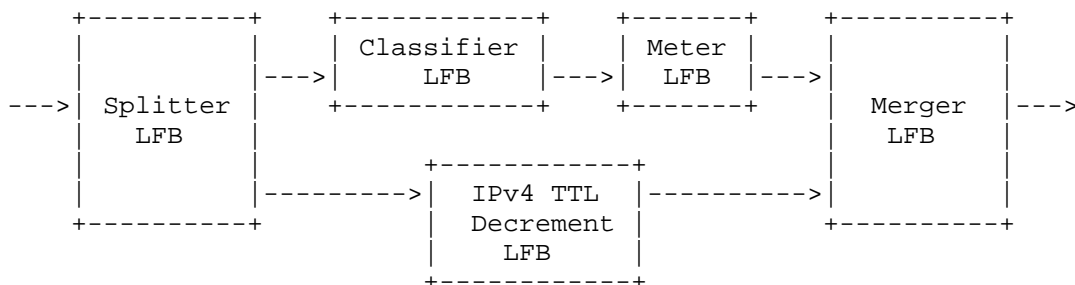 Classifier Meter
LFB LFB
Splitter Merger
LFB LFB
IPv4 TTL
Decrement
LFB